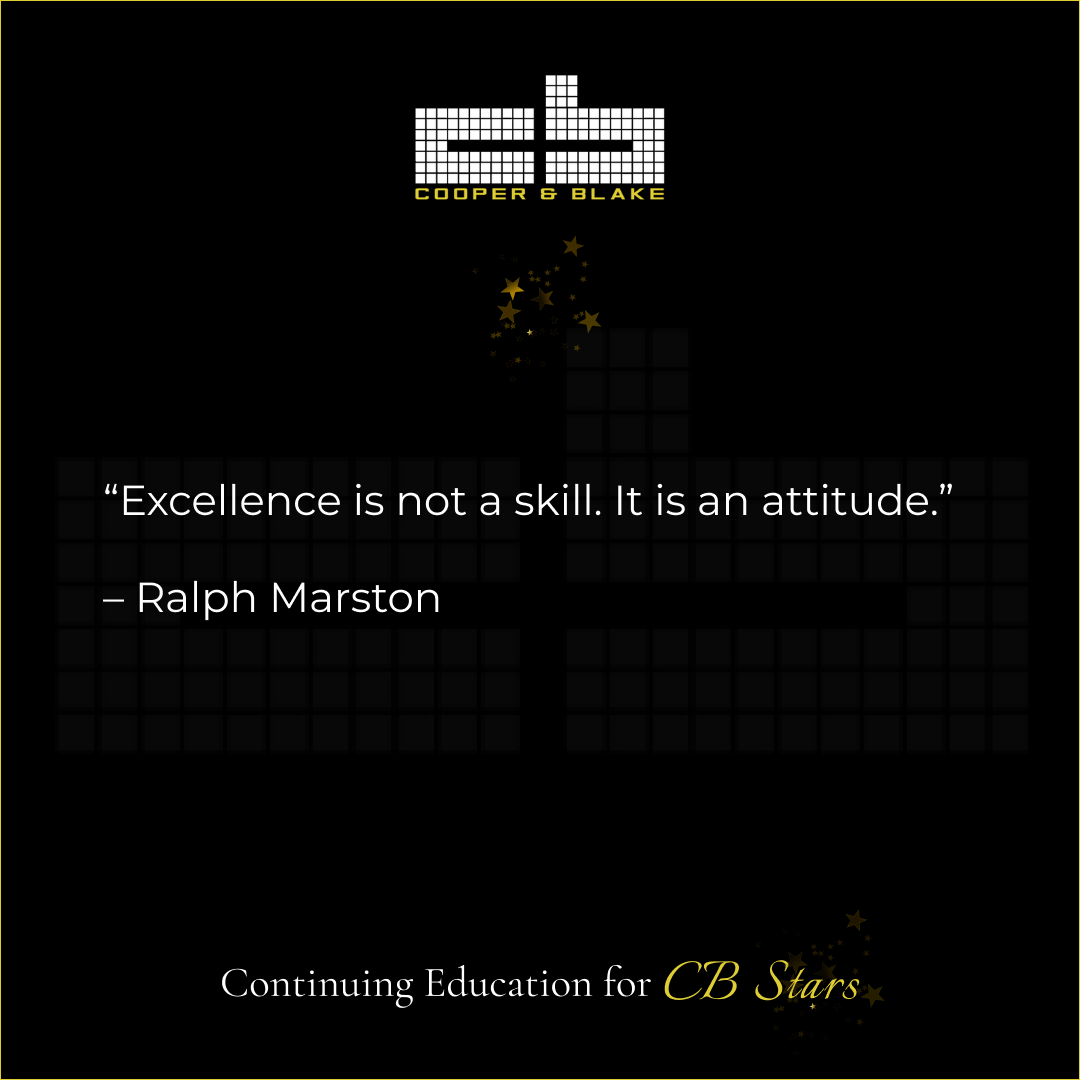 COOPER & BLAKE
“Excellence is not a skill. It is an attitude.”
– Ralph Marston
Continuing Education for CB Stars